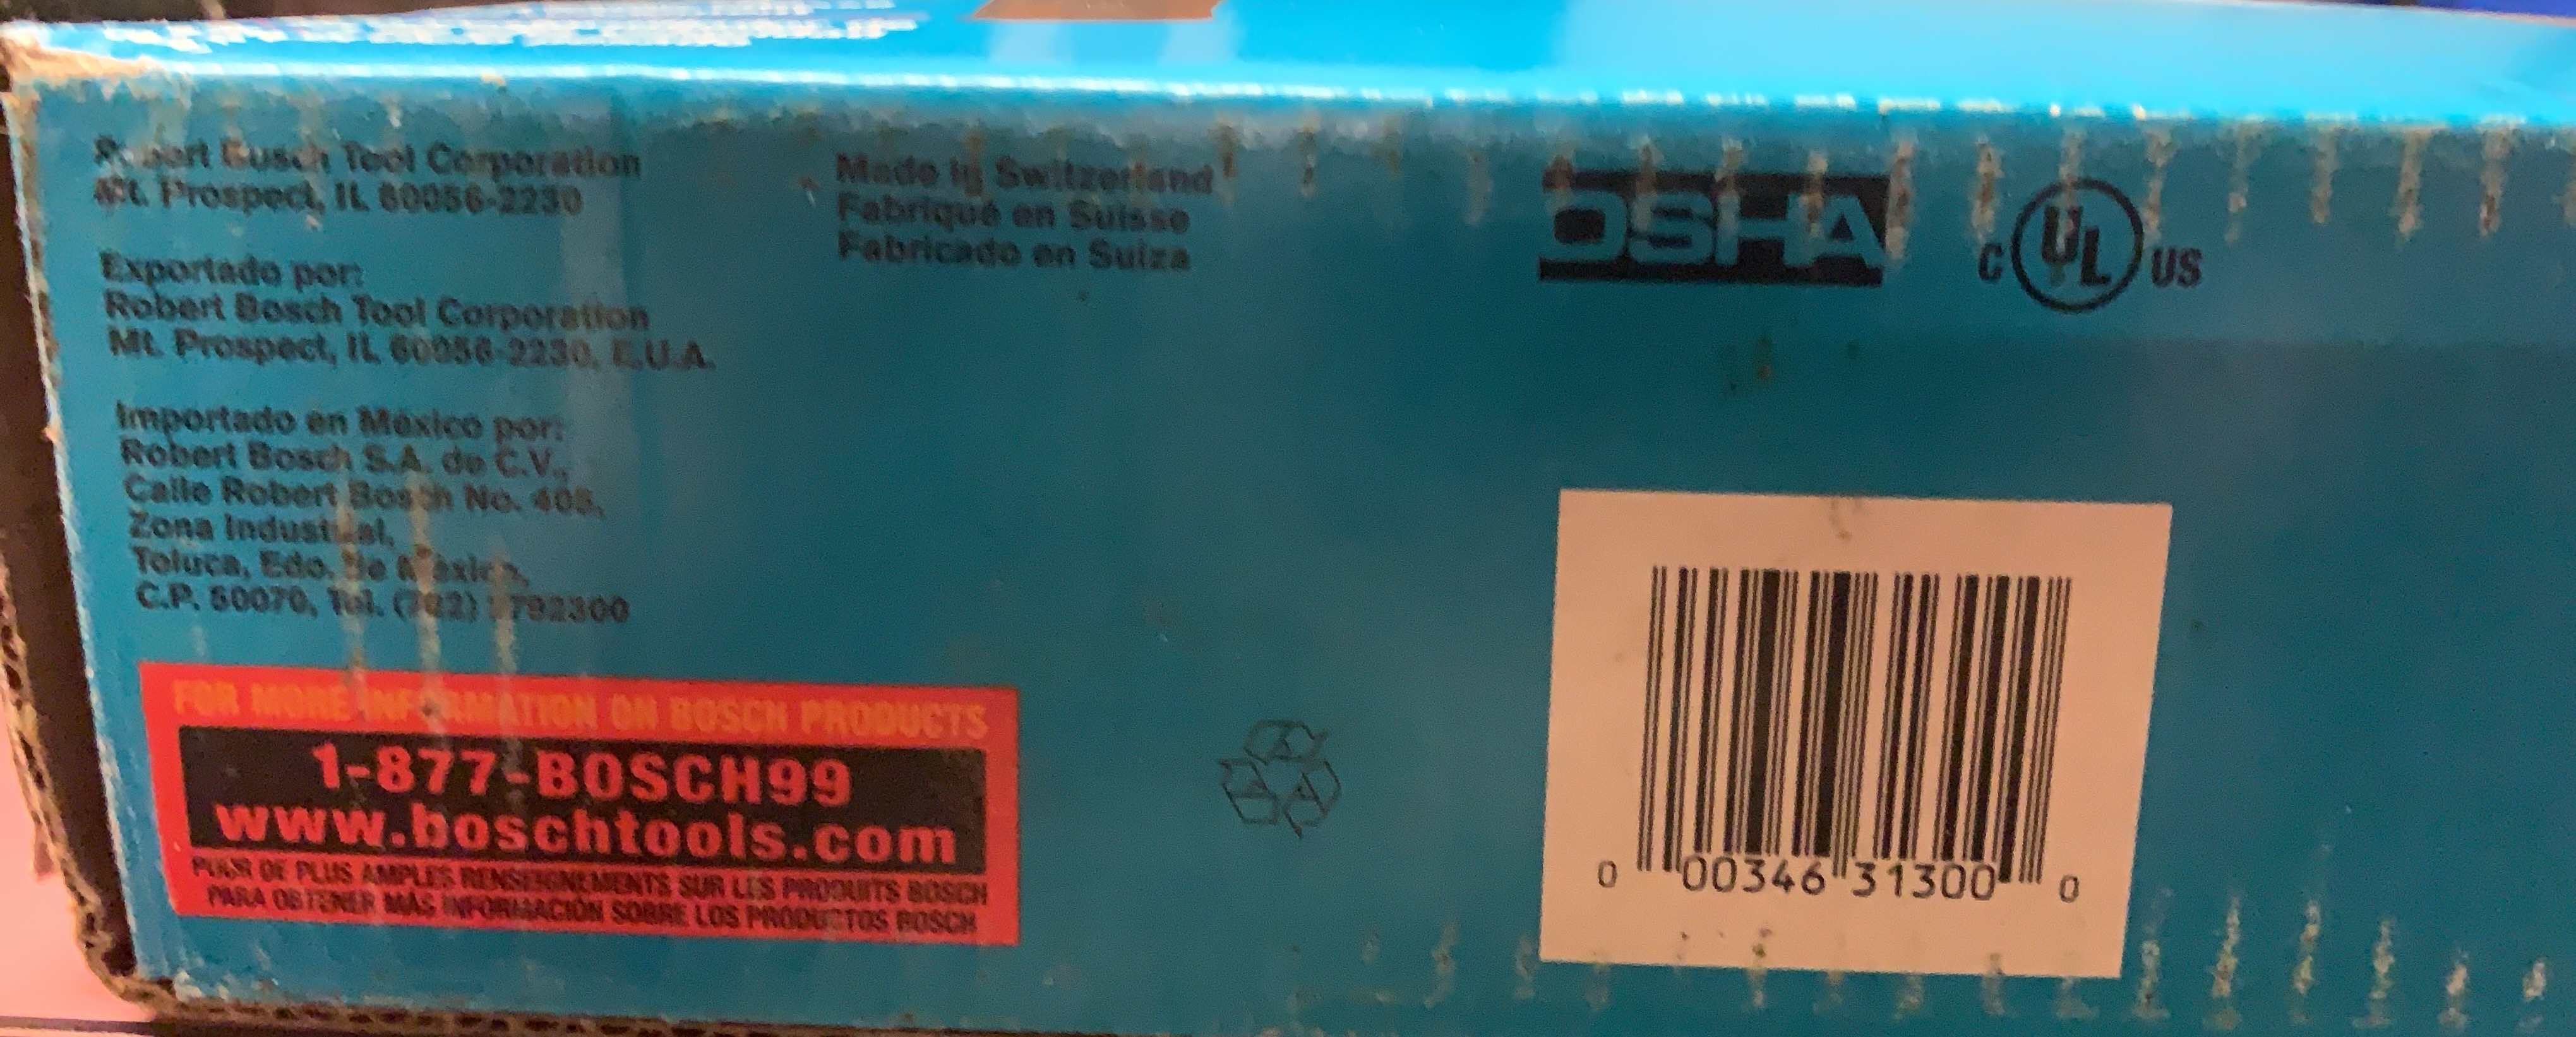 Robert Bosch Tool Corporation
Mt. Prospect, IL 60056-2230
Exportado por:
Robert Bosch Tool Corporation
Mt. Prospect, IL 60056-2230, E.U.A.
Importado en México por:
Robert Bosch S.A. de C.V.,
Calle Robert Bosch No. 405,
Zona Industrial,
Toluca, Edo. de México,
C.P. 50070, Tel. 
FOR MORE INFORMATION ON BOSCH PRODUCTS
1-877-BOSCH99
www.boschtools.com
POUR DE PLUS AMPLES RENSEIGNEMENTS SUR LES PRODUITS BOSCH
PARA OBTENER MÁS INFORMACIÓN SOBRE LOS PRODUCTOS BOSCH
Made in Switzerland
Fabriqué en Suisse
Fabricado en Suiza
OSHA
C UL US
0 00346 31300 0